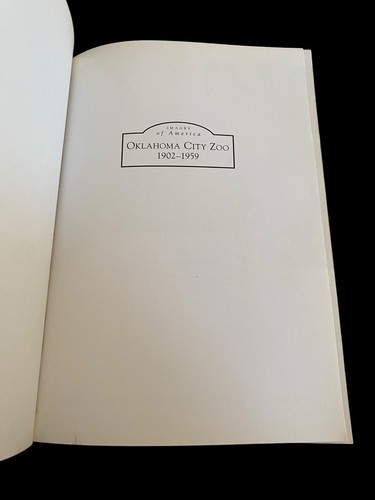 IMAGES
of America
OKLAHOMA CITY ZOO
1902–1959